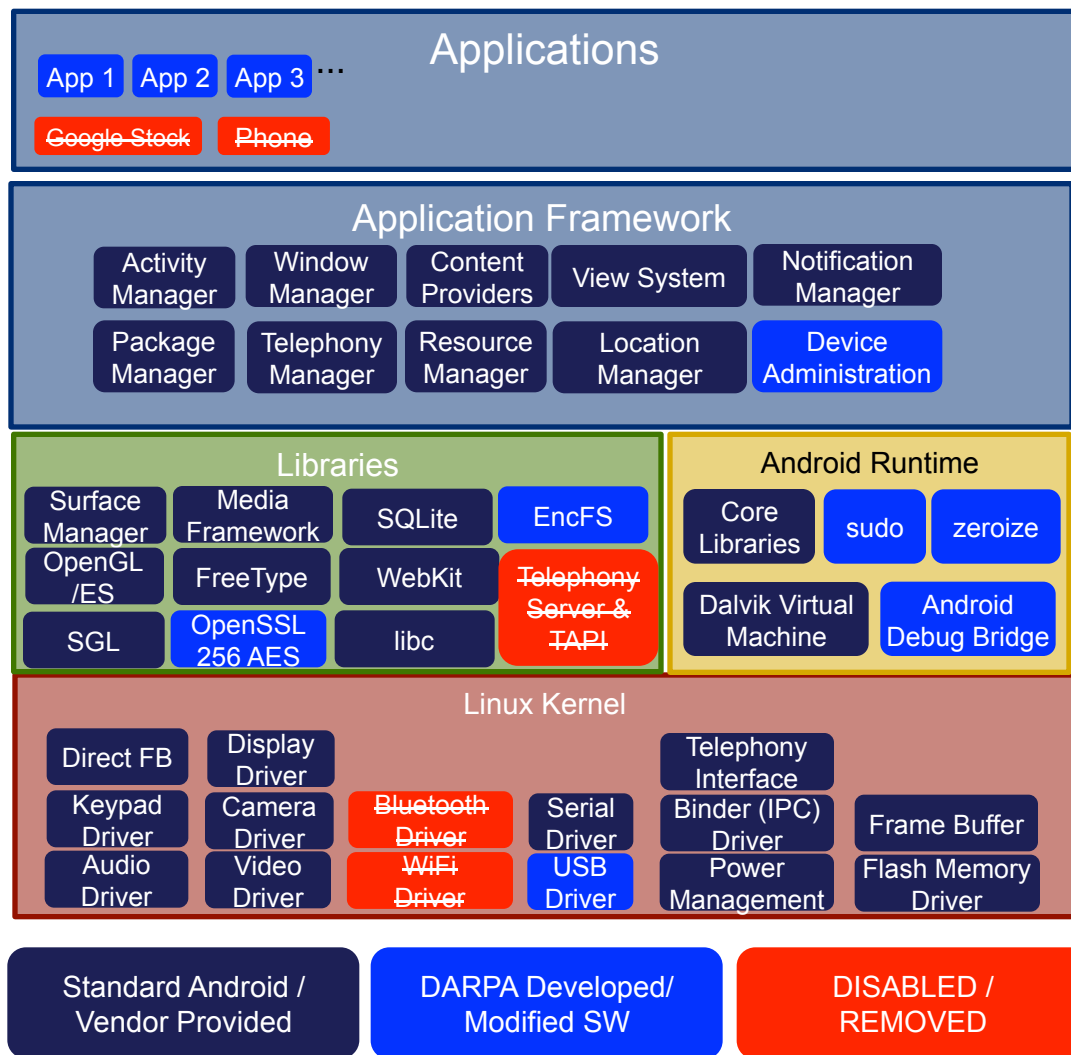 Applications
App 1 App 2 App 3 ...
Google Stock Phone
Application Framework
Activity
Manager
Window
Manager
Content
Providers
View System
Notification
Manager
Package
Manager
Telephony
Manager
Resource
Manager
Location
Manager
Device
Administration
Libraries
Surface
Manager
Media
Framework
SQLite
EncFS
OpenGL
/ES
FreeType
WebKit
Telephony
Server &
TAPI
SGL
OpenSSL
256 AES
libc
Android Runtime
Core
Libraries
sudo
zeroize
Dalvik Virtual
Machine
Android
Debug Bridge
Linux Kernel
Direct FB
Display
Driver
Telephony
Interface
Keypad
Driver
Camera
Driver
Bluetooth
Driver
Serial
Driver
Binder (IPC)
Driver
Frame Buffer
Audio
Driver
Video
Driver
WiFi
Driver
USB
Driver
Power
Management
Flash Memory
Driver
Standard Android /
Vendor Provided
DARPA Developed/
Modified SW
DISABLED /
REMOVED